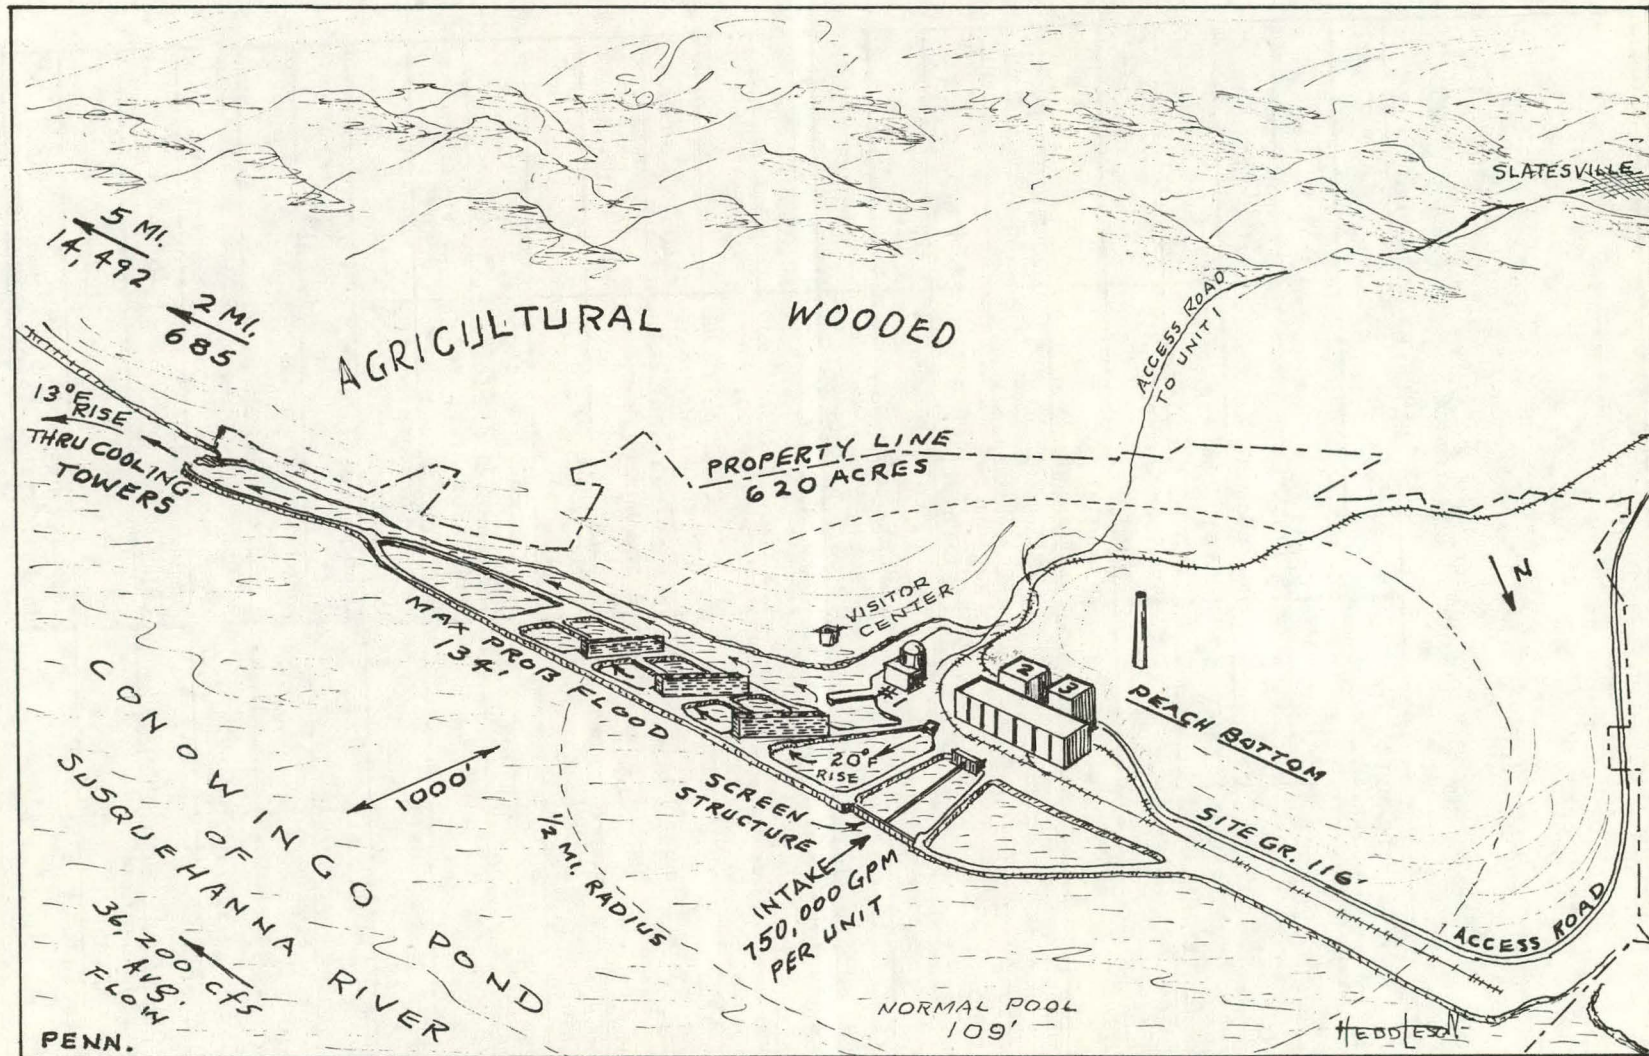 SLATESVILLE
5 MI.
14,492
2 MI.
685
AGRICULTURAL
WOODED
ACCESS ROAD
TO UNIT 1
13°F
RISE
THRU COOLING
TOWERS
PROPERTY LINE
620 ACRES
N
VISITOR
CENTER
MAX PROB FLOOD
134'
#1
2
3
PEACH BOTTOM
20°F
RISE
CONOWINGO POND
OF
SUSQUEHANNA RIVER
1000'
1/2 MI. RADIUS
SCREEN
STRUCTURE
INTAKE
750,000 GPM
PER UNIT
SITE GR. 116'
ACCESS ROAD
36,200 cfs
AVG.
FLOW
NORMAL POOL
109'
HEDDLESON
PENN.